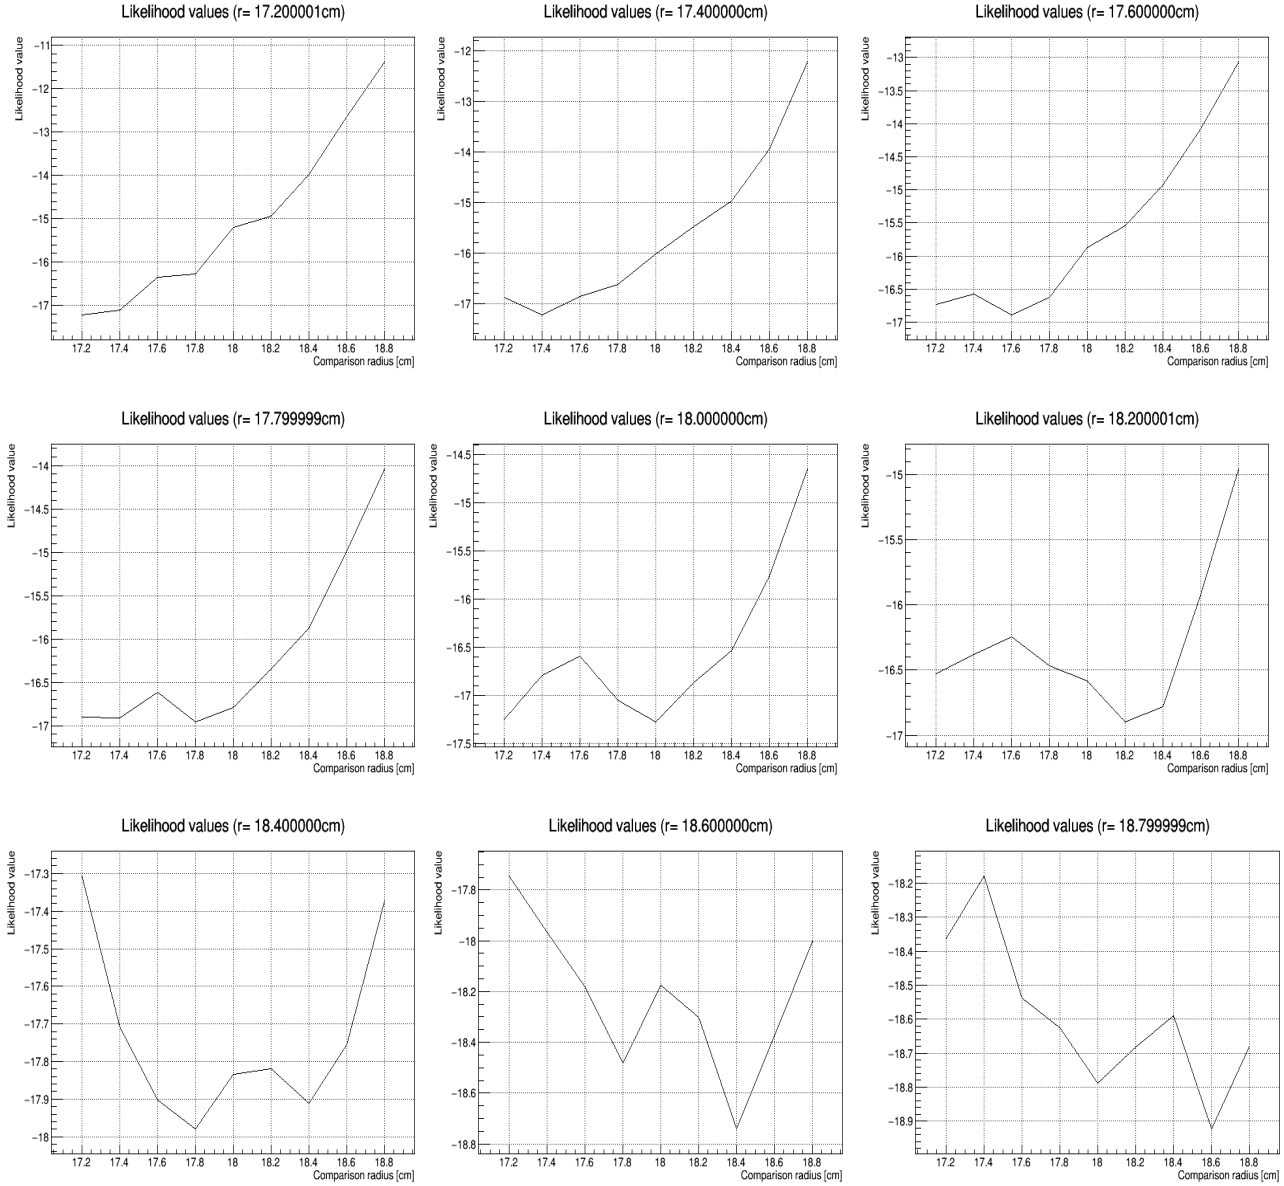 Likelihood values (r= 17.200001cm)
Likelihood value
−11
−12
−13
−14
−15
−16
−17
17.2 17.4 17.6 17.8 18 18.2 18.4 18.6 18.8
Comparison radius [cm]
Likelihood values (r= 17.400000cm)
Likelihood value
−12
−13
−14
−15
−16
−17
17.2 17.4 17.6 17.8 18 18.2 18.4 18.6 18.8
Comparison radius [cm]
Likelihood values (r= 17.600000cm)
Likelihood value
−13
−13.5
−14
−14.5
−15
−15.5
−16
−16.5
−17
17.2 17.4 17.6 17.8 18 18.2 18.4 18.6 18.8
Comparison radius [cm]
Likelihood values (r= 17.799999cm)
Likelihood value
−14
−14.5
−15
−15.5
−16
−16.5
−17
17.2 17.4 17.6 17.8 18 18.2 18.4 18.6 18.8
Comparison radius [cm]
Likelihood values (r= 18.000000cm)
Likelihood value
−14.5
−15
−15.5
−16
−16.5
−17
−17.5
17.2 17.4 17.6 17.8 18 18.2 18.4 18.6 18.8
Comparison radius [cm]
Likelihood values (r= 18.200001cm)
Likelihood value
−15
−15.5
−16
−16.5
−17
17.2 17.4 17.6 17.8 18 18.2 18.4 18.6 18.8
Comparison radius [cm]
Likelihood values (r= 18.400000cm)
Likelihood value
−17.3
−17.4
−17.5
−17.6
−17.7
−17.8
−17.9
−18
17.2 17.4 17.6 17.8 18 18.2 18.4 18.6 18.8
Comparison radius [cm]
Likelihood values (r= 18.600000cm)
Likelihood value
−17.8
−18
−18.2
−18.4
−18.6
−18.8
17.2 17.4 17.6 17.8 18 18.2 18.4 18.6 18.8
Comparison radius [cm]
Likelihood values (r= 18.799999cm)
Likelihood value
−18.2
−18.3
−18.4
−18.5
−18.6
−18.7
−18.8
−18.9
17.2 17.4 17.6 17.8 18 18.2 18.4 18.6 18.8
Comparison radius [cm]